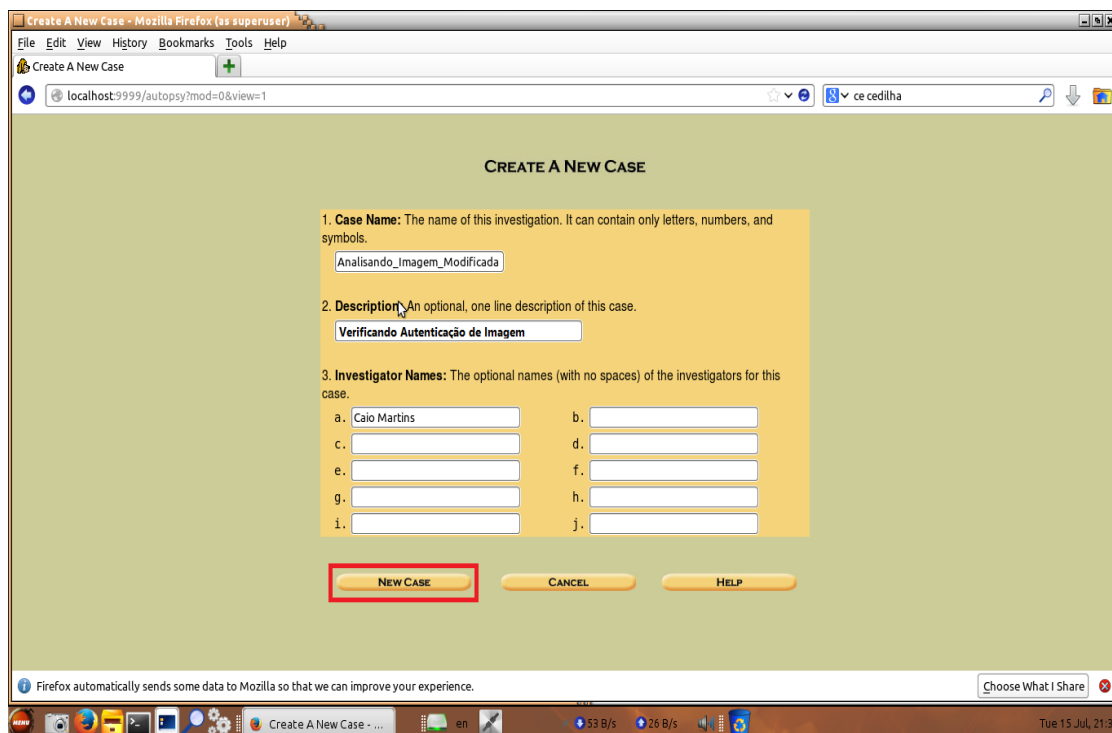 Create A New Case - Mozilla Firefox (as superuser)
File Edit View History Bookmarks Tools Help
Create A New Case
localhost:9999/autopsy?mod=0&view=1
ce cedilha
CREATE A NEW CASE
1. Case Name: The name of this investigation. It can contain only letters, numbers, and
symbols.
Analisando_Imagem_Modificada
2. Description: An optional, one line description of this case.
Verificando Autenticação de Imagem
3. Investigator Names: The optional names (with no spaces) of the investigators for this
case.
a. Caio Martins b.
c. d.
e. f.
g. h.
i. j.
NEW CASE CANCEL HELP
Firefox automatically sends some data to Mozilla so that we can improve your experience.
Choose What I Share
MENU Create A New Case - ... en 53 B/s 26 B/s Tue 15 Jul, 21:3